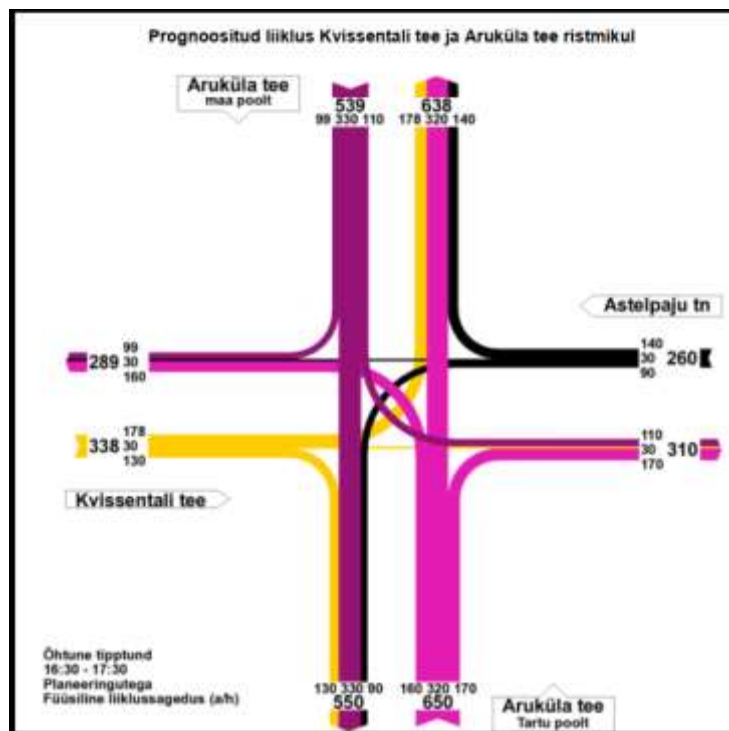 Prognoositud liiklus Kvissentali tee ja Aruküla tee ristmikul
Aruküla tee
maa poolt
539
99 330 110
638
178 320 140
Astelpaju tn
99
289 30
160
140
30 260
90
178
338 30
130
110
30 310
170
Kvissentali tee
Õhtune tipptund
16:30 - 17:30
Planeeringutega
Füüsiline liiklussagedus (a/h)
130 330 90
550
160 320 170
650
Aruküla tee
Tartu poolt